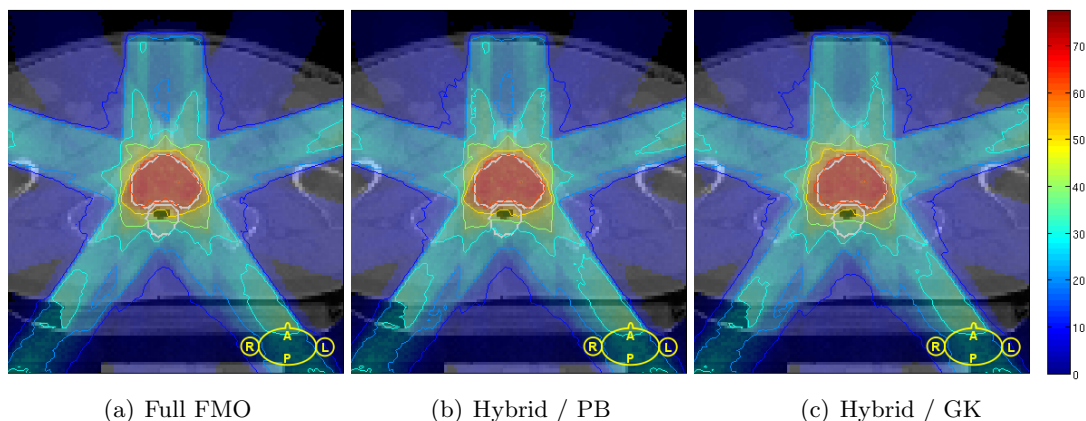 R A L P
R A L P
R A L P
70
60
50
40
30
20
10
0
(a) Full FMO
(b) Hybrid / PB
(c) Hybrid / GK